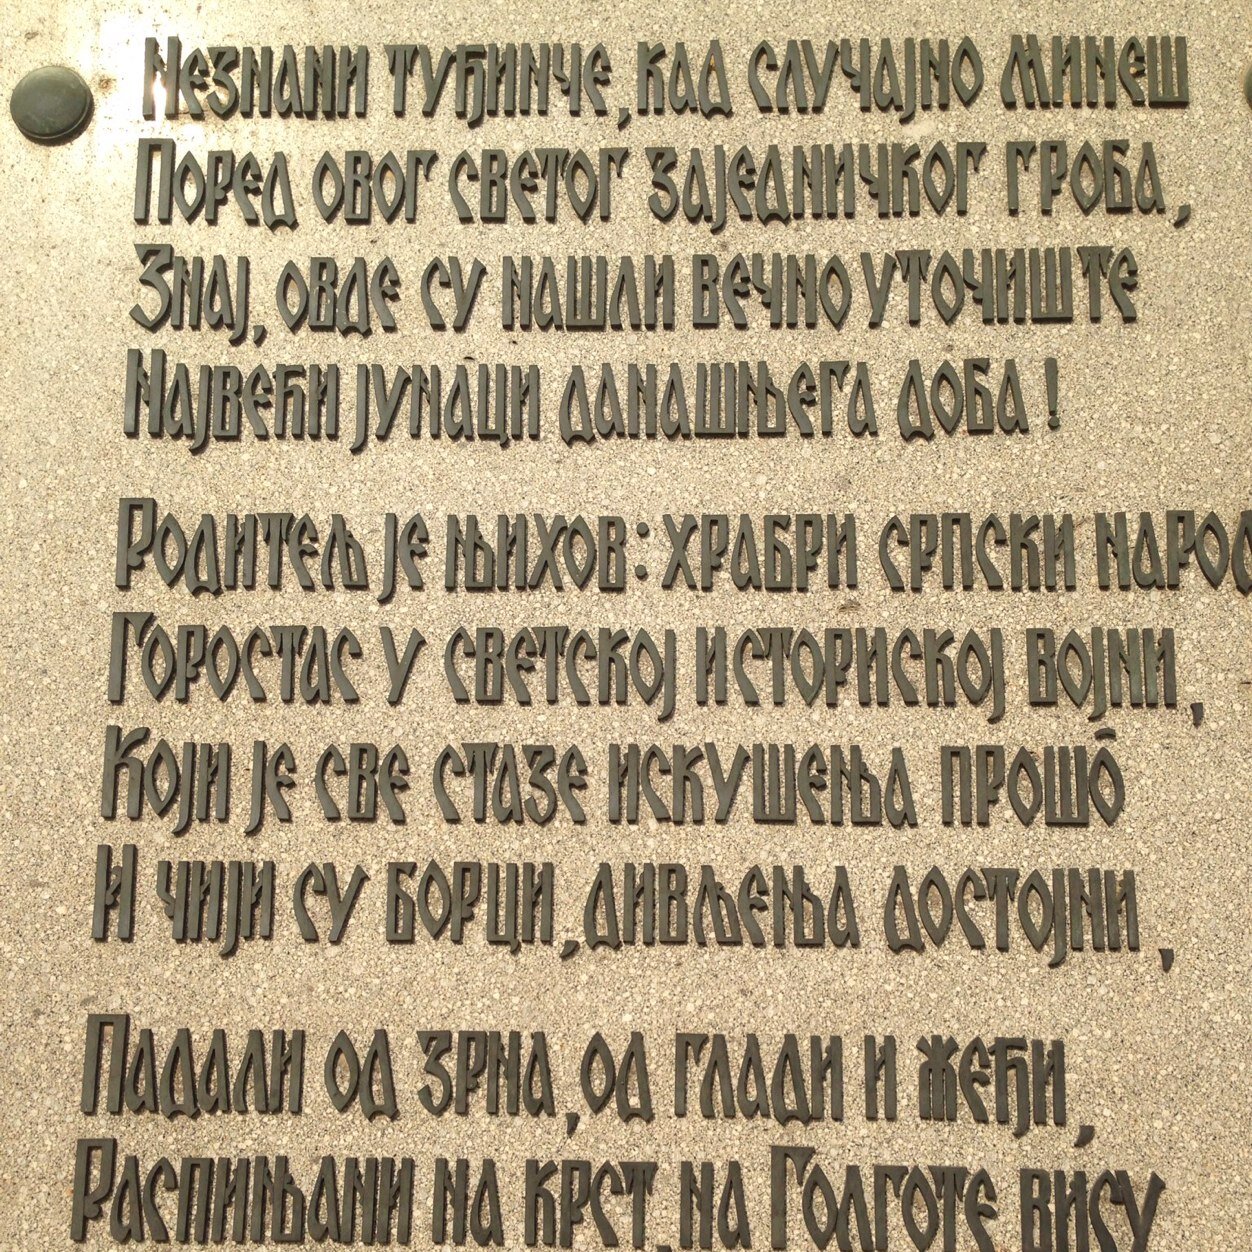 Незнани туђинче, кад случајно минеш
Поред овог светог заједничког гроба,
Знај, овде су нашли вечно уточиште
Највећи јунаци данашњега доба!
Родитељ је њихов: храбри српски народ
Горостас у светској историској војни,
Који је све стазе искушења прошо̄
И чији су борци, дивљења достојни,
Падали од зрна, од глади и жеђи,
Распињани на крст, на Голготе вису